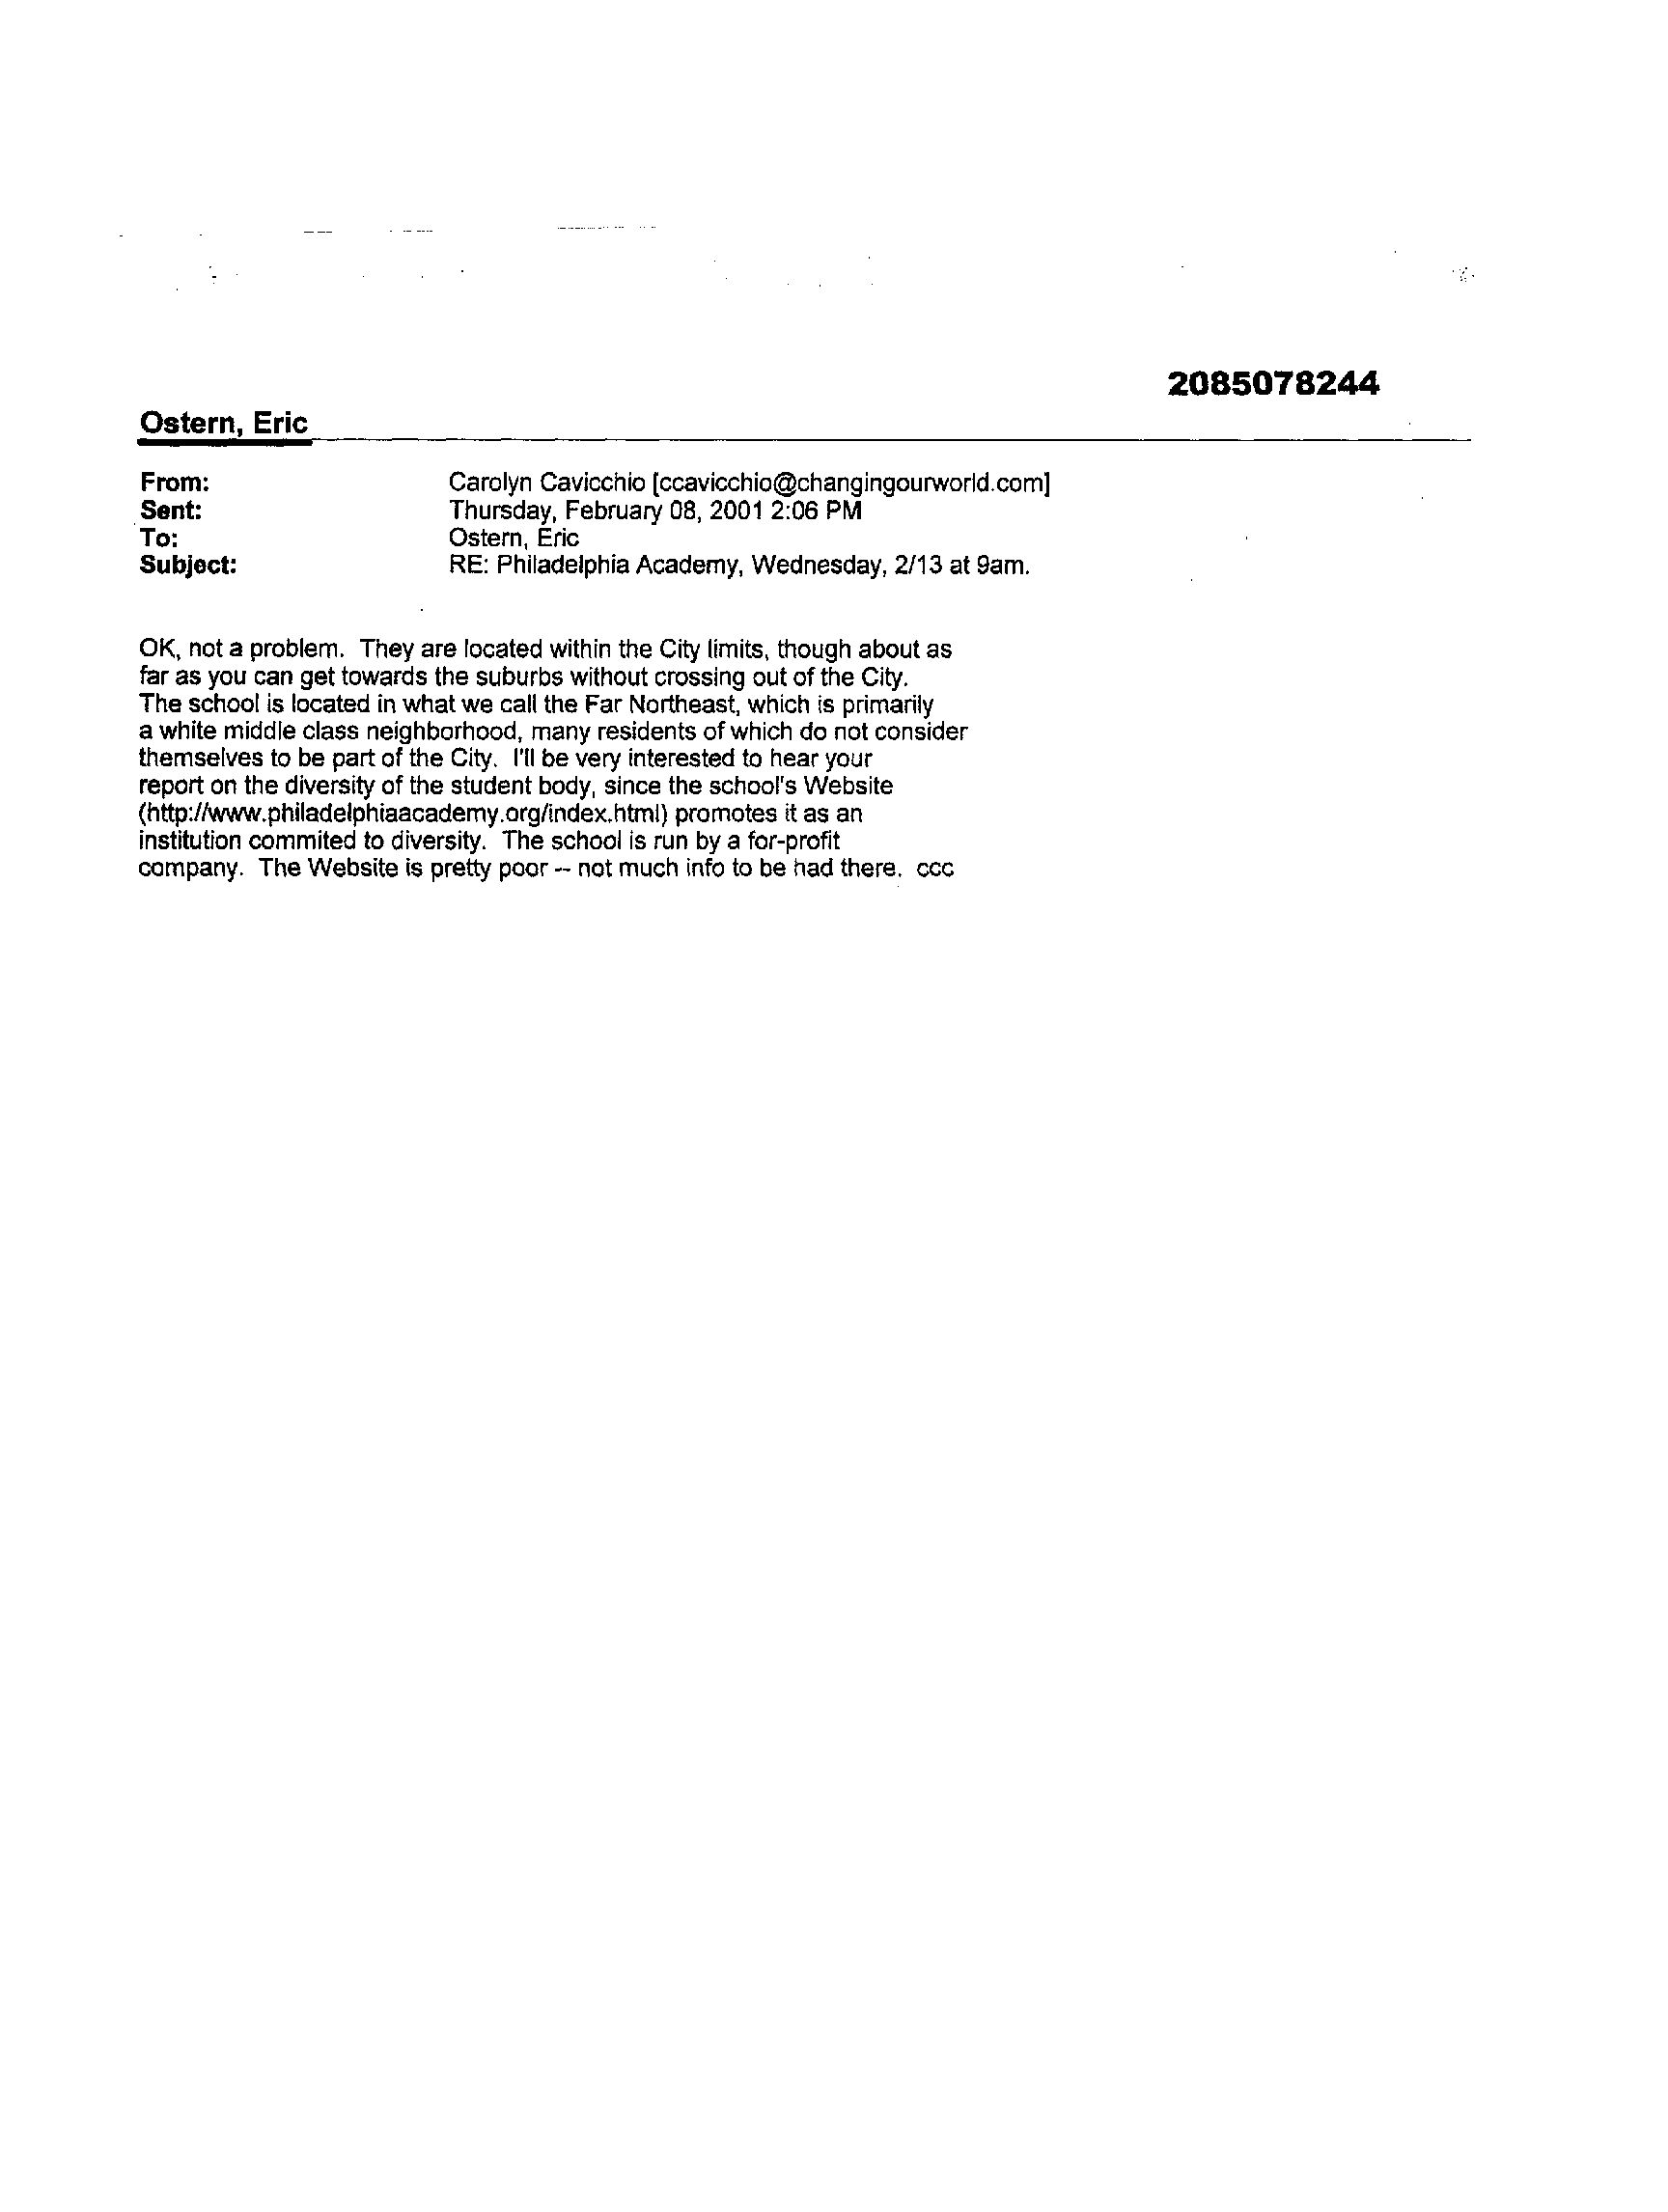 2085078244
Ostern, Eric
From: Carolyn Cavicchio [ccavicchio@changingourworld.com]
Sent: Thursday, February 08, 2001 2:06 PM
To: Ostern, Eric
Subject: RE: Philadelphia Academy, Wednesday, 2/13 at 9am.
OK, not a problem.  They are located within the City limits, though about as
far as you can get towards the suburbs without crossing out of the City.
The school is located in what we call the Far Northeast, which is primarily
a white middle class neighborhood, many residents of which do not consider
themselves to be part of the City.  I'll be very interested to hear your
report on the diversity of the student body, since the school's Website
(http://www.philadelphiaacademy.org/index.html) promotes it as an
institution commited to diversity.  The school is run by a for-profit
company.  The Website is pretty poor -- not much info to be had there.  ccc